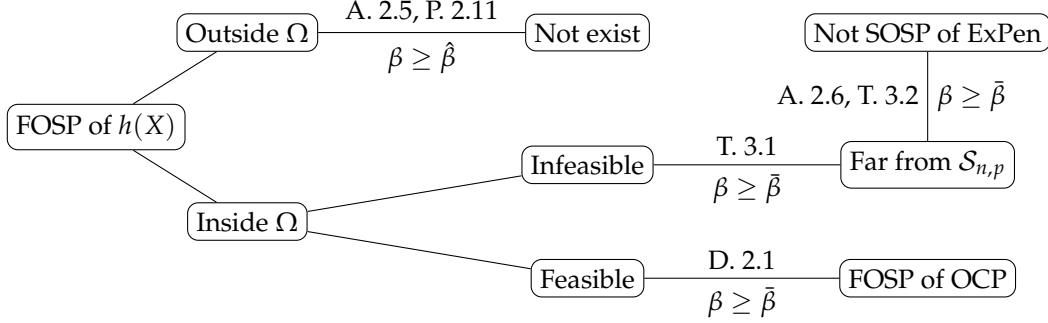 A. 2.5, P. 2.11
Outside Ω
Not exist
Not SOSP of ExPen
β ≥ β̂
A. 2.6, T. 3.2
β ≥ β̄
FOSP of h(X)
T. 3.1
Infeasible
Far from 𝒮ₙ,ₚ
β ≥ β̄
Inside Ω
D. 2.1
Feasible
FOSP of OCP
β ≥ β̄